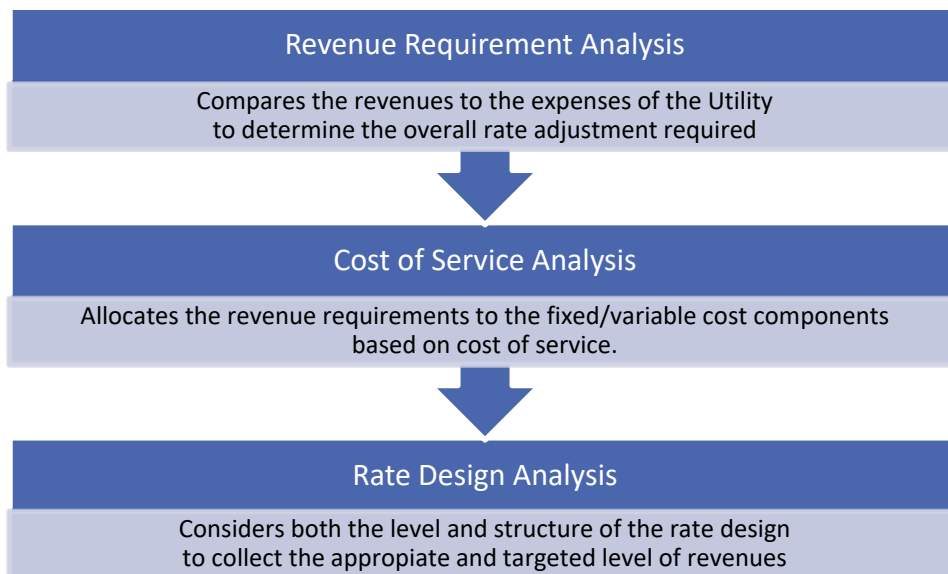 Revenue Requirement Analysis
Compares the revenues to the expenses of the Utility
to determine the overall rate adjustment required
Cost of Service Analysis
Allocates the revenue requirements to the fixed/variable cost components
based on cost of service.
Rate Design Analysis
Considers both the level and structure of the rate design
to collect the appropiate and targeted level of revenues